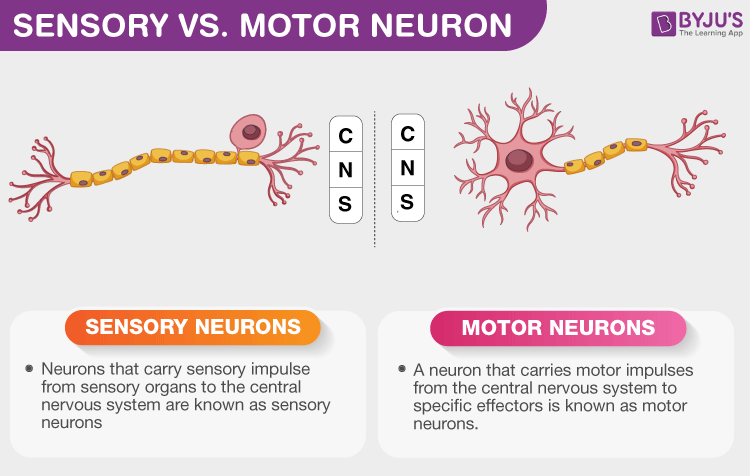 SENSORY VS. MOTOR NEURON
BYJU'S
The Learning App
C
N
S
C
N
S
SENSORY NEURONS
Neurons that carry sensory impulse
from sensory organs to the central
nervous system are known as sensory
neurons
MOTOR NEURONS
A neuron that carries motor impulses
from the central nervous system to
specific effectors is known as motor
neurons.